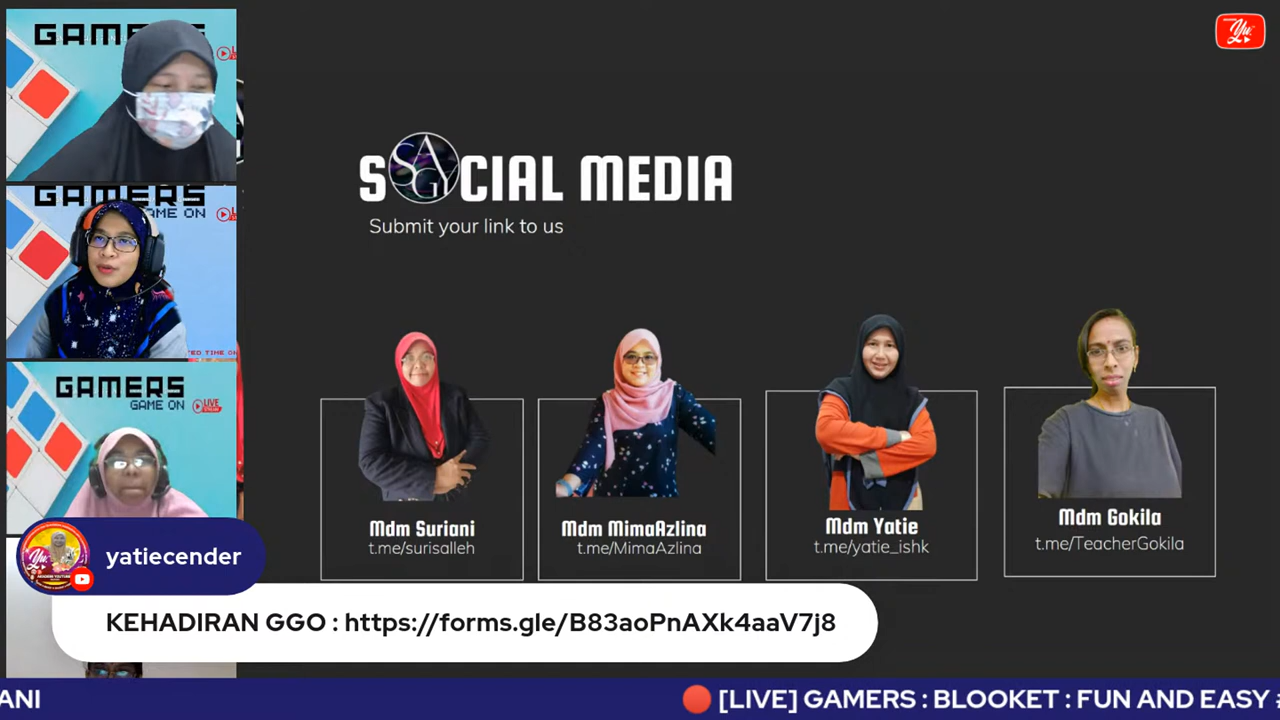 GAMERS
GAMERS
GAME ON
GAMERS
GAME ON
LIVE
SOCIAL MEDIA
Submit your link to us
Mdm Suriani
t.me/surisalleh
Mdm MimaAzlina
t.me/MimaAzlina
Mdm Yatie
t.me/yatie_ishk
Mdm Gokila
t.me/TeacherGokila
yatiecender
KEHADIRAN GGO : https://forms.gle/B83aoPnAXk4aaV7j8
ANI
[LIVE] GAMERS : BLOOKET : FUN AND EASY